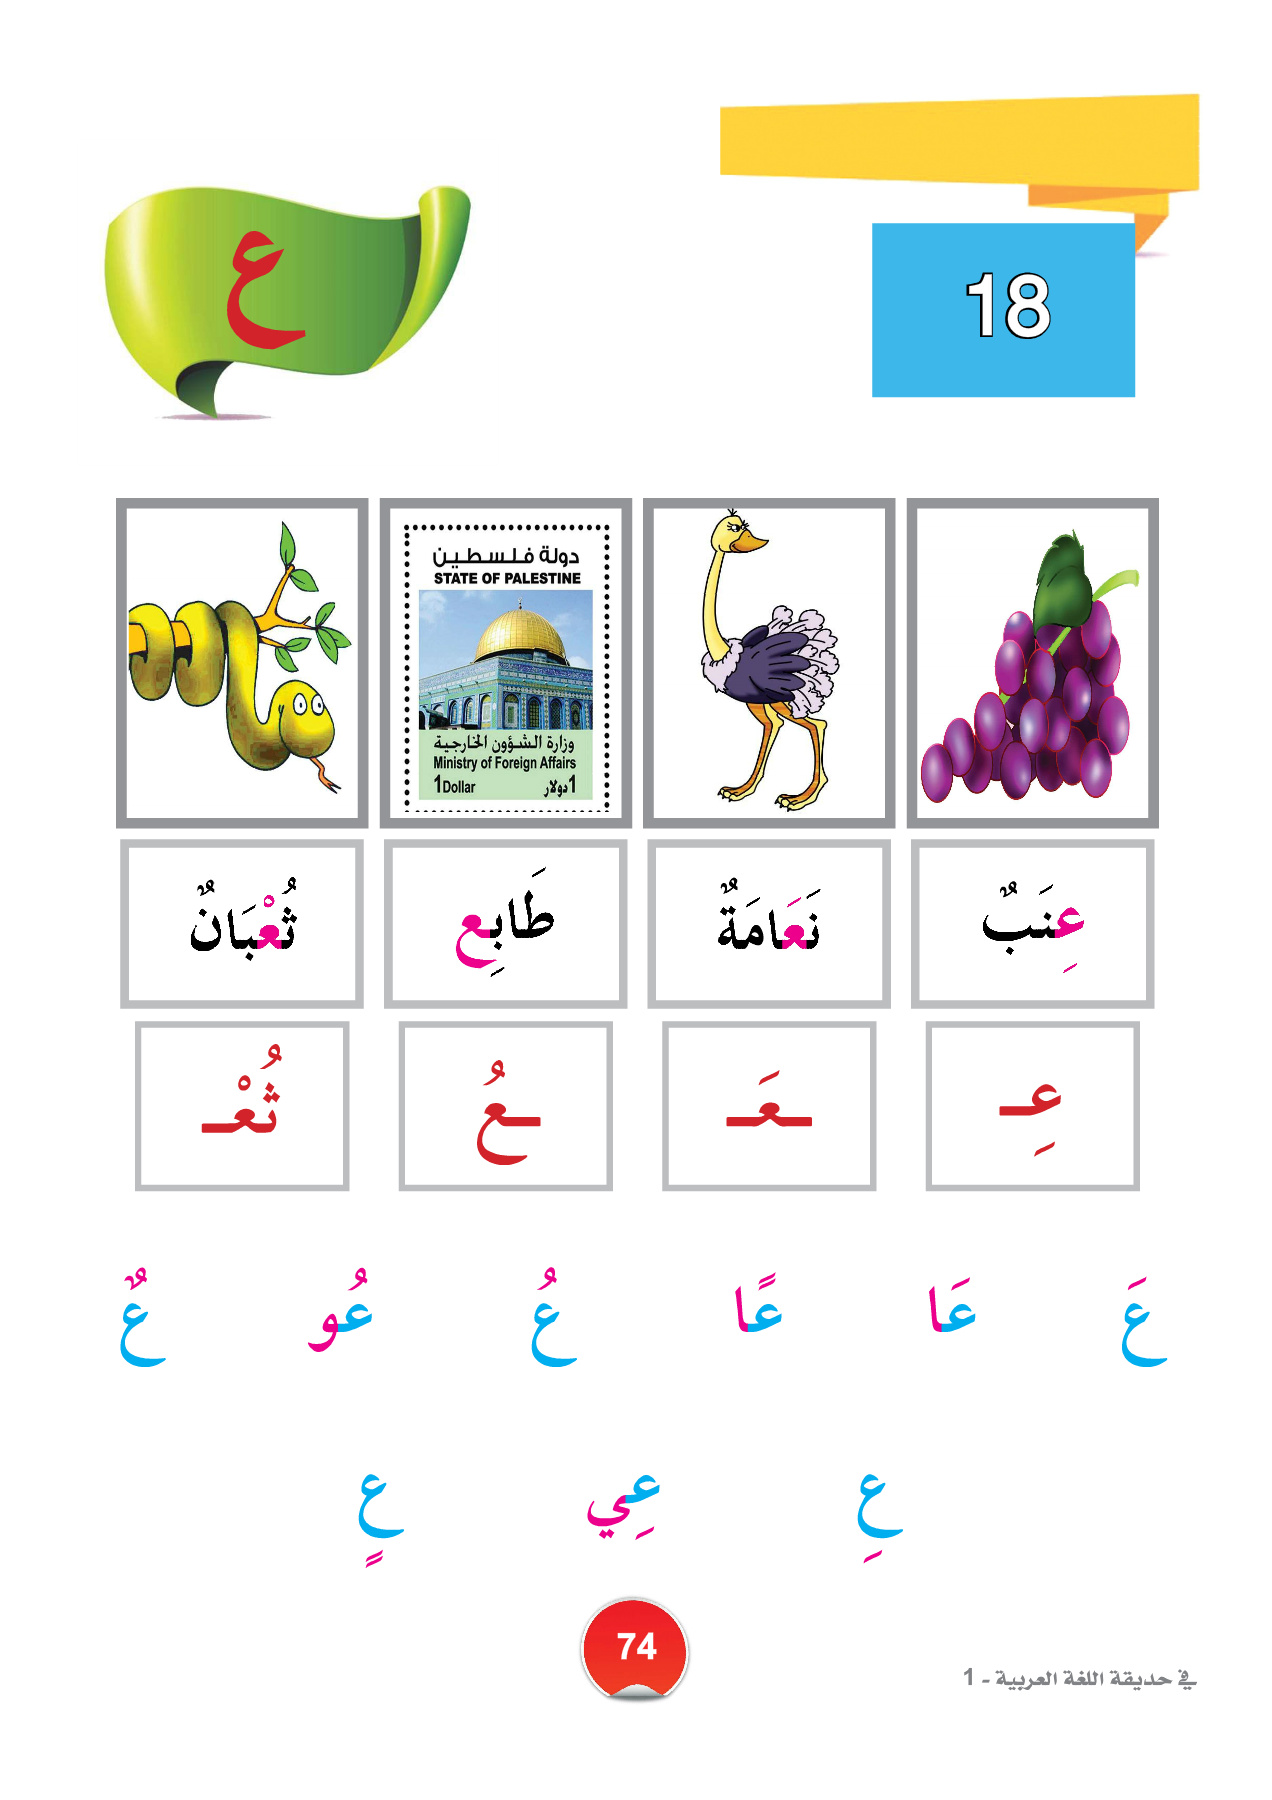 ع
18
دولة فلسطين
STATE OF PALESTINE
وزارة الشؤون الخارجية
Ministry of Foreign Affairs
1Dollar 1دولار
عِنَبٌ نَعَامَةٌ طَابِع ثُعْبَانٌ
عِـ ـعَـ ـعُ ثُعْـ
عَ عَا عًا عُ عُو عٌ
عِ عِي عٍ
74
في حديقة اللغة العربية - 1